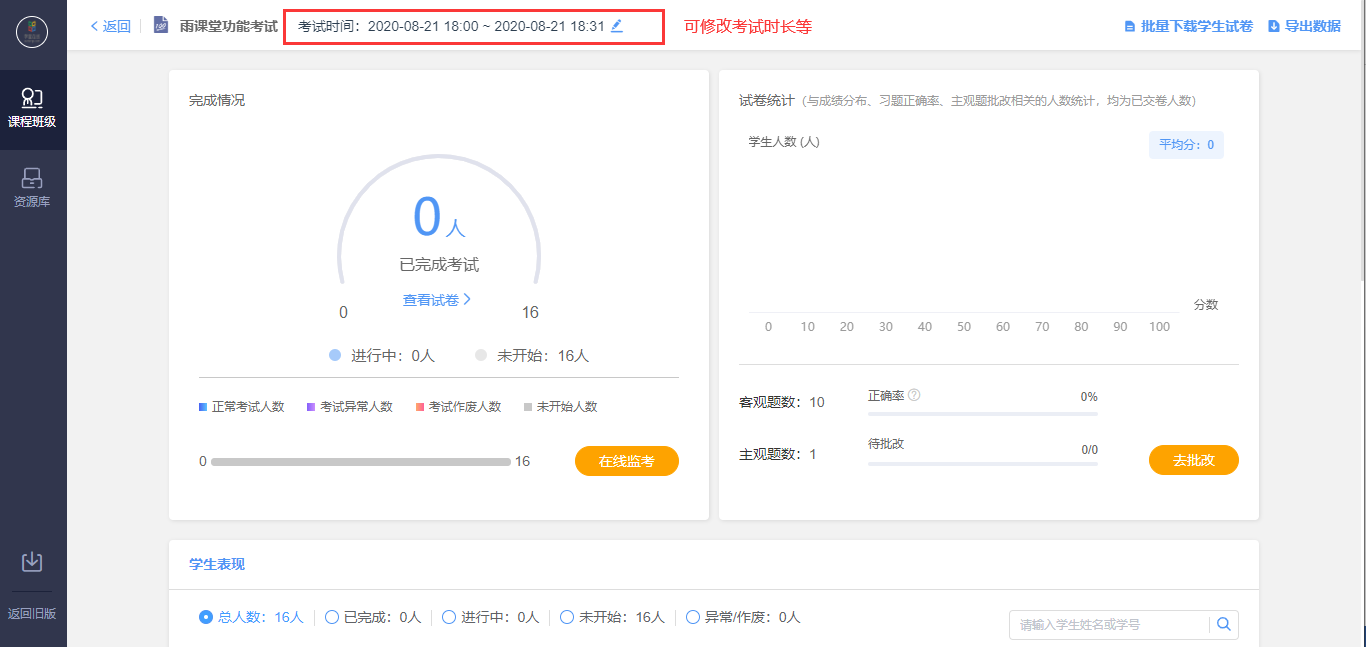 返回
雨课堂功能考试
考试时间：2020-08-21 18:00 ~ 2020-08-21 18:31
可修改考试时长等
批量下载学生试卷
导出数据
课程班级
资源库
返回旧版
完成情况
0人
已完成考试
查看试卷
0
16
进行中：0人
未开始：16人
正常考试人数
考试异常人数
考试作废人数
未开始人数
0
16
在线监考
试卷统计（与成绩分布、习题正确率、主观题批改相关的人数统计，均为已交卷人数）
学生人数 (人)
平均分：0
分数
0 10 20 30 40 50 60 70 80 90 100
客观题数：10
正确率 ?
0%
主观题数：1
待批改
0/0
去批改
学生表现
总人数：16人
已完成：0人
进行中：0人
未开始：16人
异常/作废：0人
请输入学生姓名或学号